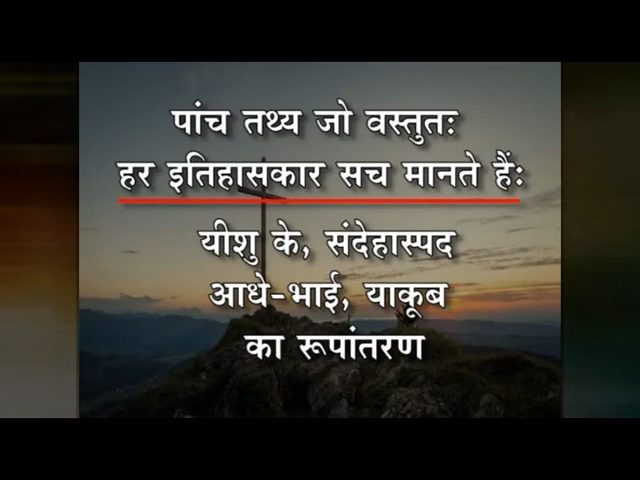 पांच तथ्य जो वस्तुतः
हर इतिहासकार सच मानते हैंः
यीशु के, संदेहास्पद
आधे-भाई, याकूब
का रूपांतरण